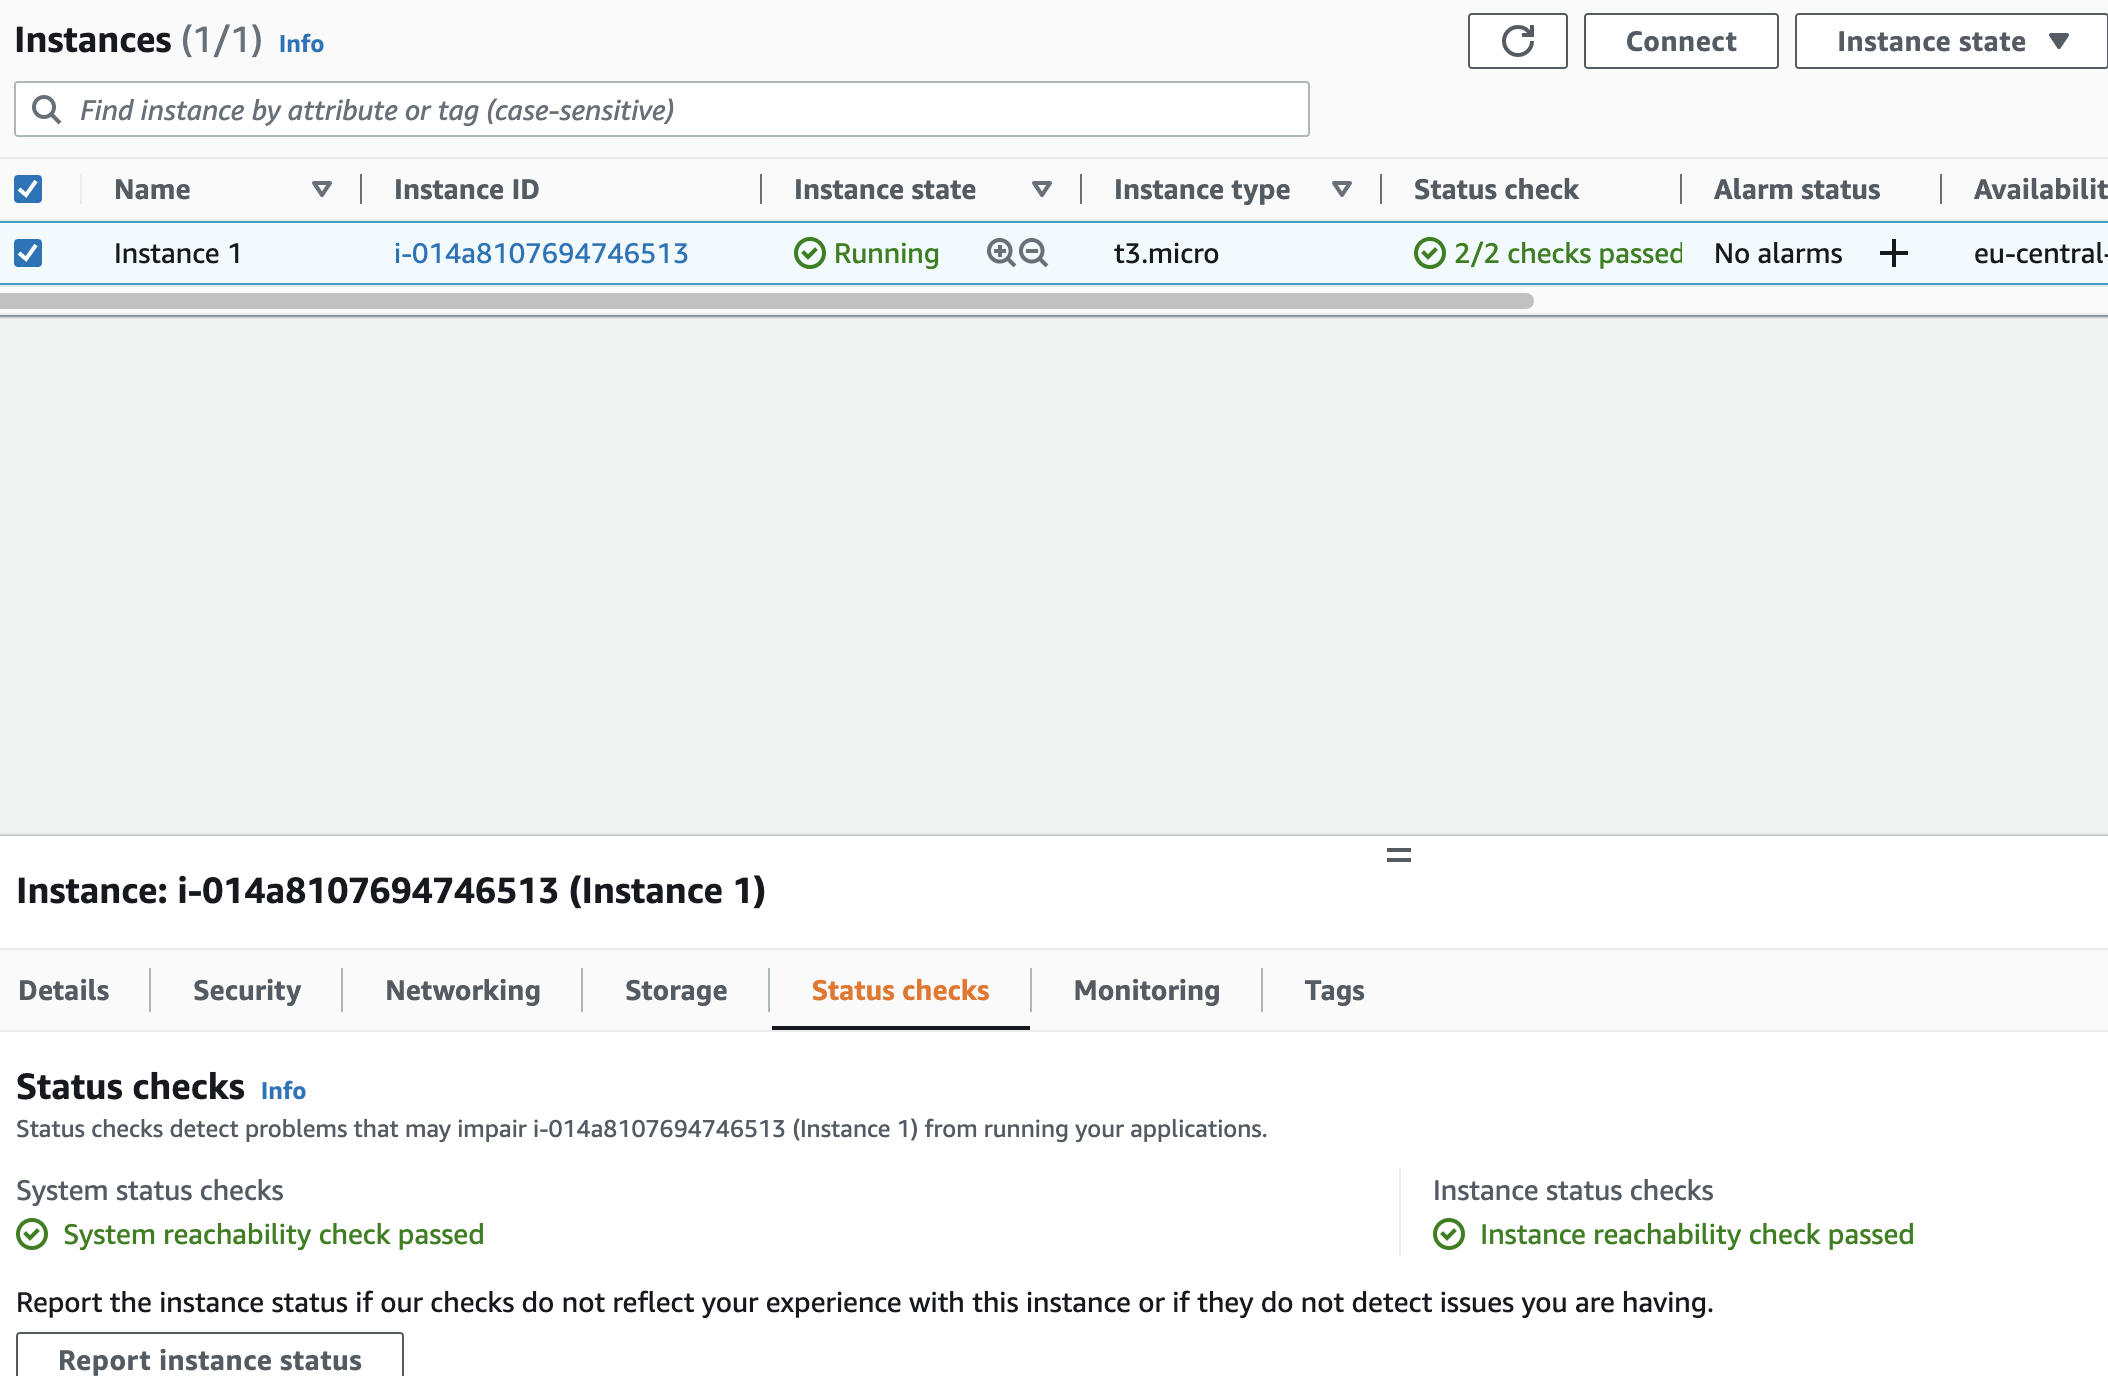 Instances (1/1) Info
Connect
Instance state
Find instance by attribute or tag (case-sensitive)
Name Instance ID Instance state Instance type Status check Alarm status Availabilit
Instance 1 i-014a8107694746513 Running t3.micro 2/2 checks passed No alarms + eu-central-
Instance: i-014a8107694746513 (Instance 1)
Details Security Networking Storage Status checks Monitoring Tags
Status checks Info
Status checks detect problems that may impair i-014a8107694746513 (Instance 1) from running your applications.
System status checks Instance status checks
System reachability check passed Instance reachability check passed
Report the instance status if our checks do not reflect your experience with this instance or if they do not detect issues you are having.
Report instance status